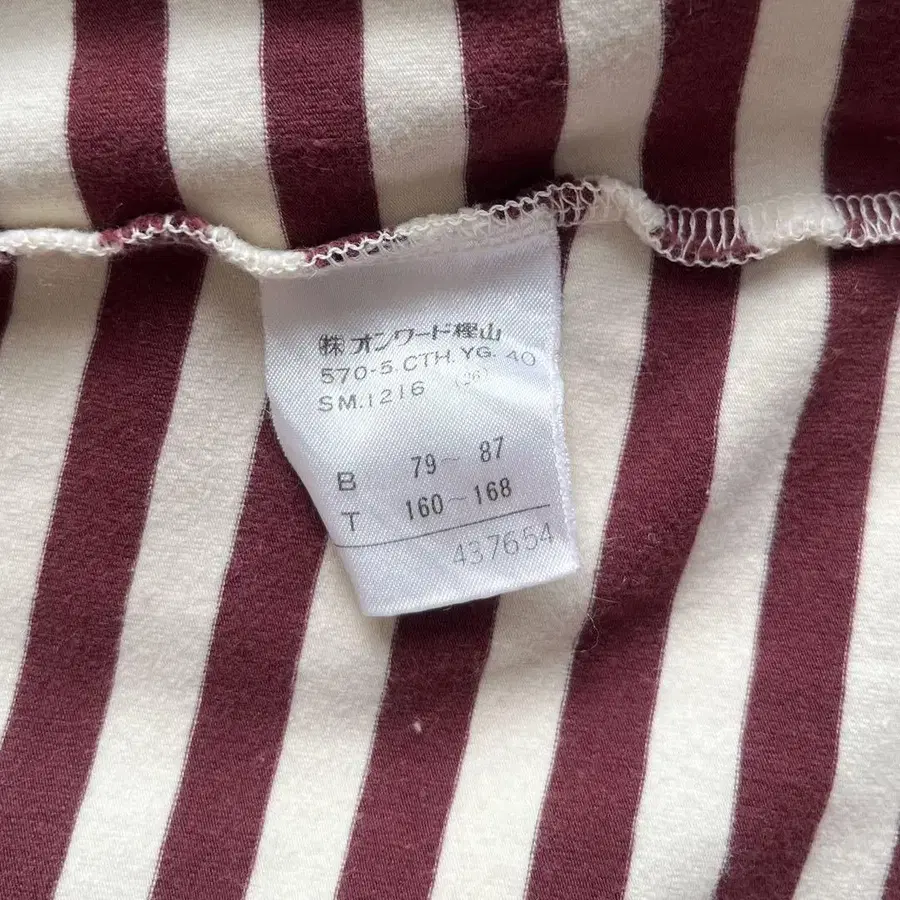 ㈱オンワード樫山
570-5.CTH.YG.40
SM.1216 (26)
B 79～ 87
T 160～168
437654